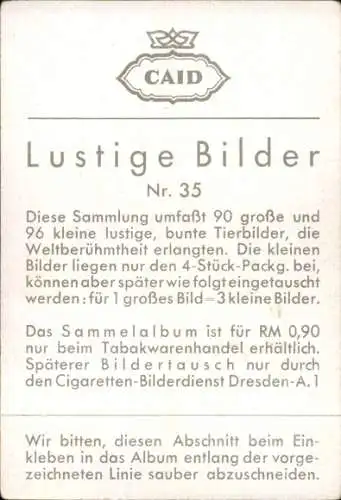 CAID
Lustige Bilder
Nr. 35
Diese Sammlung umfaßt 90 große und
96 kleine lustige, bunte Tierbilder, die
Weltberühmtheit erlangten. Die kleinen
Bilder liegen nur den 4-Stück-Packg. bei,
können aber später wie folgt eingetauscht
werden: für 1 großes Bild=3 kleine Bilder.
Das Sammelalbum ist für RM 0,90
nur beim Tabakwarenhandel erhältlich.
Späterer Bildertausch nur durch
den Cigaretten-Bilderdienst Dresden-A. 1
Wir bitten, diesen Abschnitt beim Ein-
kleben in das Album entlang der vorge-
zeichneten Linie sauber abzuschneiden.